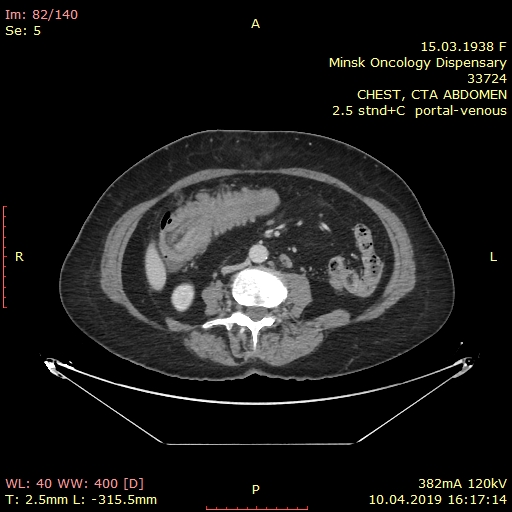 Im: 82/140
Se: 5
A
15.03.1938 F
Minsk Oncology Dispensary
33724
CHEST, CTA ABDOMEN
2.5 stnd+C portal-venous
R
L
WL: 40 WW: 400 [D]
T: 2.5mm L: -315.5mm
P
382mA 120kV
10.04.2019 16:17:14